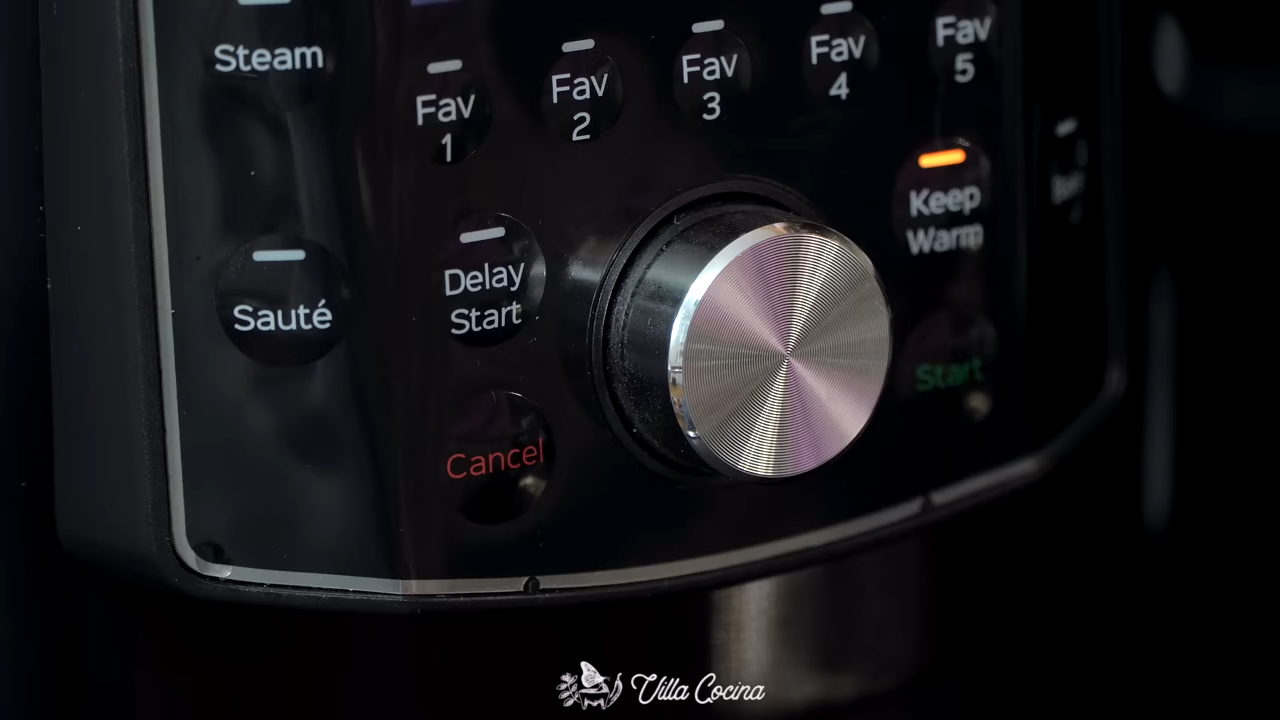 Steam
Fav
1
Fav
2
Fav
3
Fav
4
Fav
5
Sauté
Delay
Start
Keep
Warm
Cancel
Start
Villa Cocina